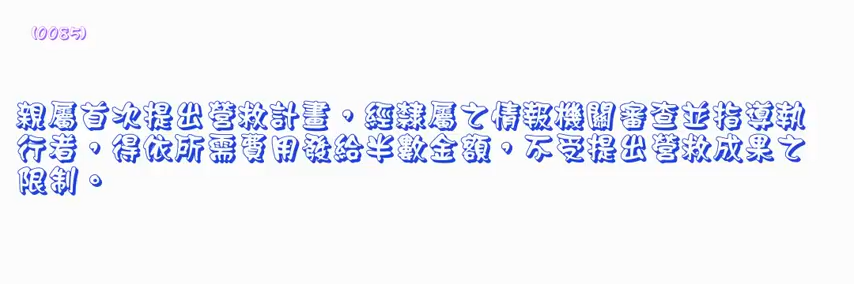 (0085)
親屬首次提出營救計畫，經隸屬之情報機關審查並指導執
行者，得依所需費用發給半數金額，不受提出營救成果之
限制。